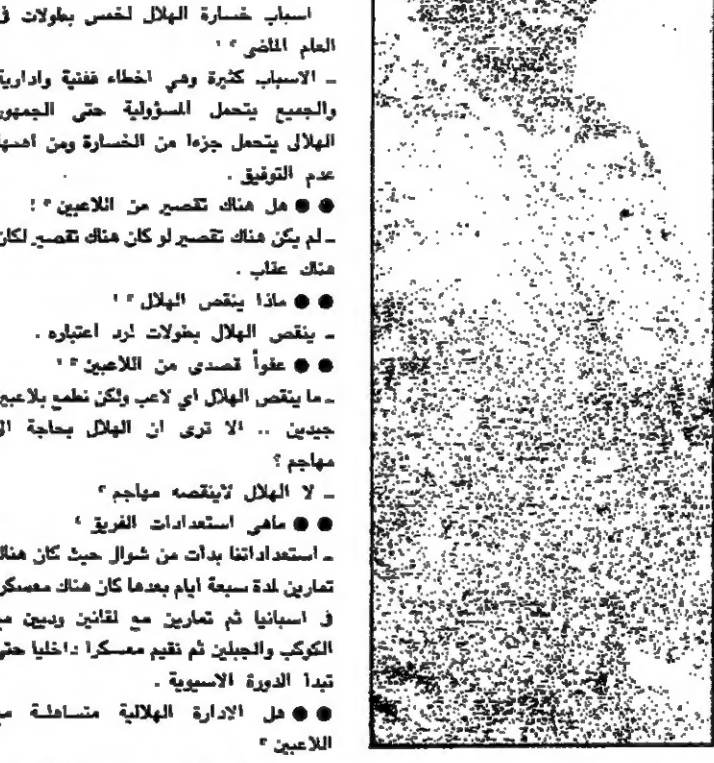 اسباب خسارة الهلال لخمس بطولات في
العام الماضي ؟ !
ـ الاسباب كثيرة وهي اخطاء ففنية وادارية
والجميع يتحمل المسؤولية حتى الجمهور
الهلالى يتحمل جزءا من الخسارة ومن اهمها
عدم التوفيق .
●● هل هناك تقصير من اللاعبين ؟ !
ـ لم يكن هناك تقصير لو كان هناك تقصير لكان
هناك عقاب .
●● ماذا ينقص الهلال ؟ !
ـ ينقص الهلال بطولات لرد اعتباره .
●● عفواً قصدى من اللاعبين ؟ !
ـ ما ينقص الهلال اي لاعب ولكن نطمع بلاعبين
جيدين .. الا ترى ان الهلال بحاجة الى
مهاجم ؟
ـ لا الهلال لاينقصه مهاجم ؟
●● ماهي استعدادات الفريق ؟
ـ استعداداتنا بدأت من شوال حيث كان هناك
تمارين لمدة سبعة أيام بعدها كان هناك معسكر
في اسبانيا ثم تمارين مع لقائين وديين مع
الكوكب والجبلين ثم نقيم معسكرا داخليا حتى
تبدا الدورة الاسيوية .
●● هل الادارة الهلالية متساهلة مع
اللاعبين ؟